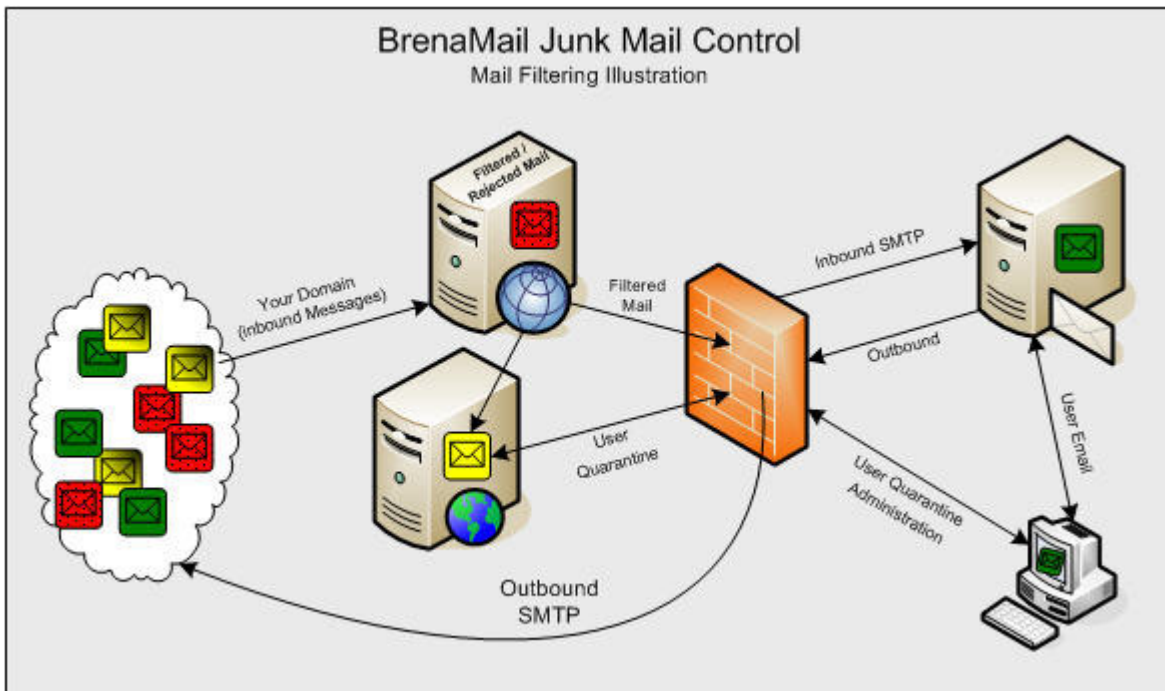 BrenaMail Junk Mail Control
Mail Filtering Illustration
Filtered /
Rejected Mail
Your Domain
(inbound Messages)
Filtered
Mail
Inbound SMTP
Outbound
User
Quarantine
User Email
User Quarantine
Administration
Outbound
SMTP